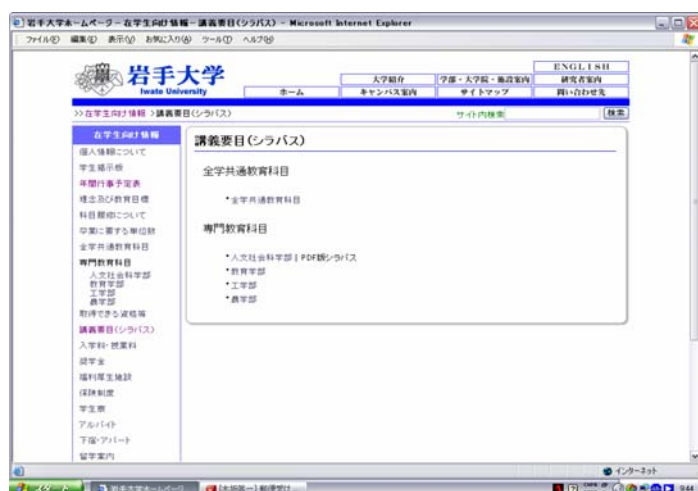 岩手大学ホームページ - 在学生向け情報 - 講義要目(シラバス) - Microsoft Internet Explorer
ファイル(F) 編集(E) 表示(V) お気に入り(A) ツール(T) ヘルプ(H)
岩手大学
Iwate University
ENGLISH
大学紹介 学部・大学院・施設案内 研究者案内
ホーム キャンパス案内 サイトマップ 問い合わせ先
>>在学生向け情報 >講義要目(シラバス)
サイト内検索 検索
在学生向け情報
個人情報について
学生掲示板
年間行事予定表
理念及び教育目標
科目履修について
卒業に要する単位数
全学共通教育科目
専門教育科目
人文社会科学部
教育学部
工学部
農学部
取得できる資格等
講義要目(シラバス)
入学料・授業料
奨学金
福利厚生施設
保険制度
学生寮
アルバイト
下宿・アパート
留学案内
講義要目(シラバス)
全学共通教育科目
・全学共通教育科目
専門教育科目
・人文社会科学部 | PDF版シラバス
・教育学部
・工学部
・農学部
インターネット
スタート 岩手大学ホームページ
9:44